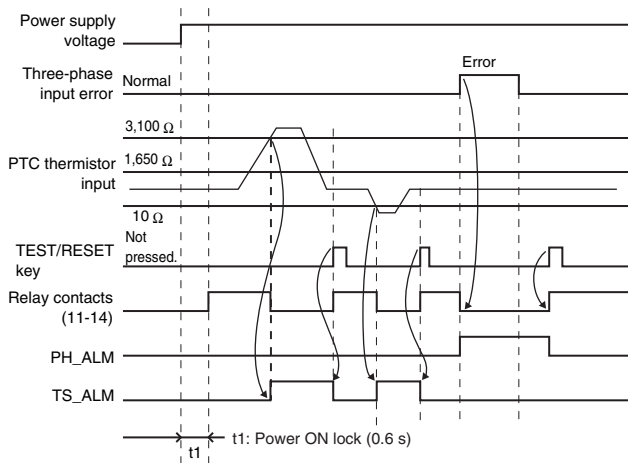 Power supply
voltage
Three-phase
input error
Normal
Error
3,100 Ω
1,650 Ω
PTC thermistor
input
10 Ω
Not
pressed.
TEST/RESET
key
Relay contacts
(11-14)
PH_ALM
TS_ALM
t1: Power ON lock (0.6 s)
t1